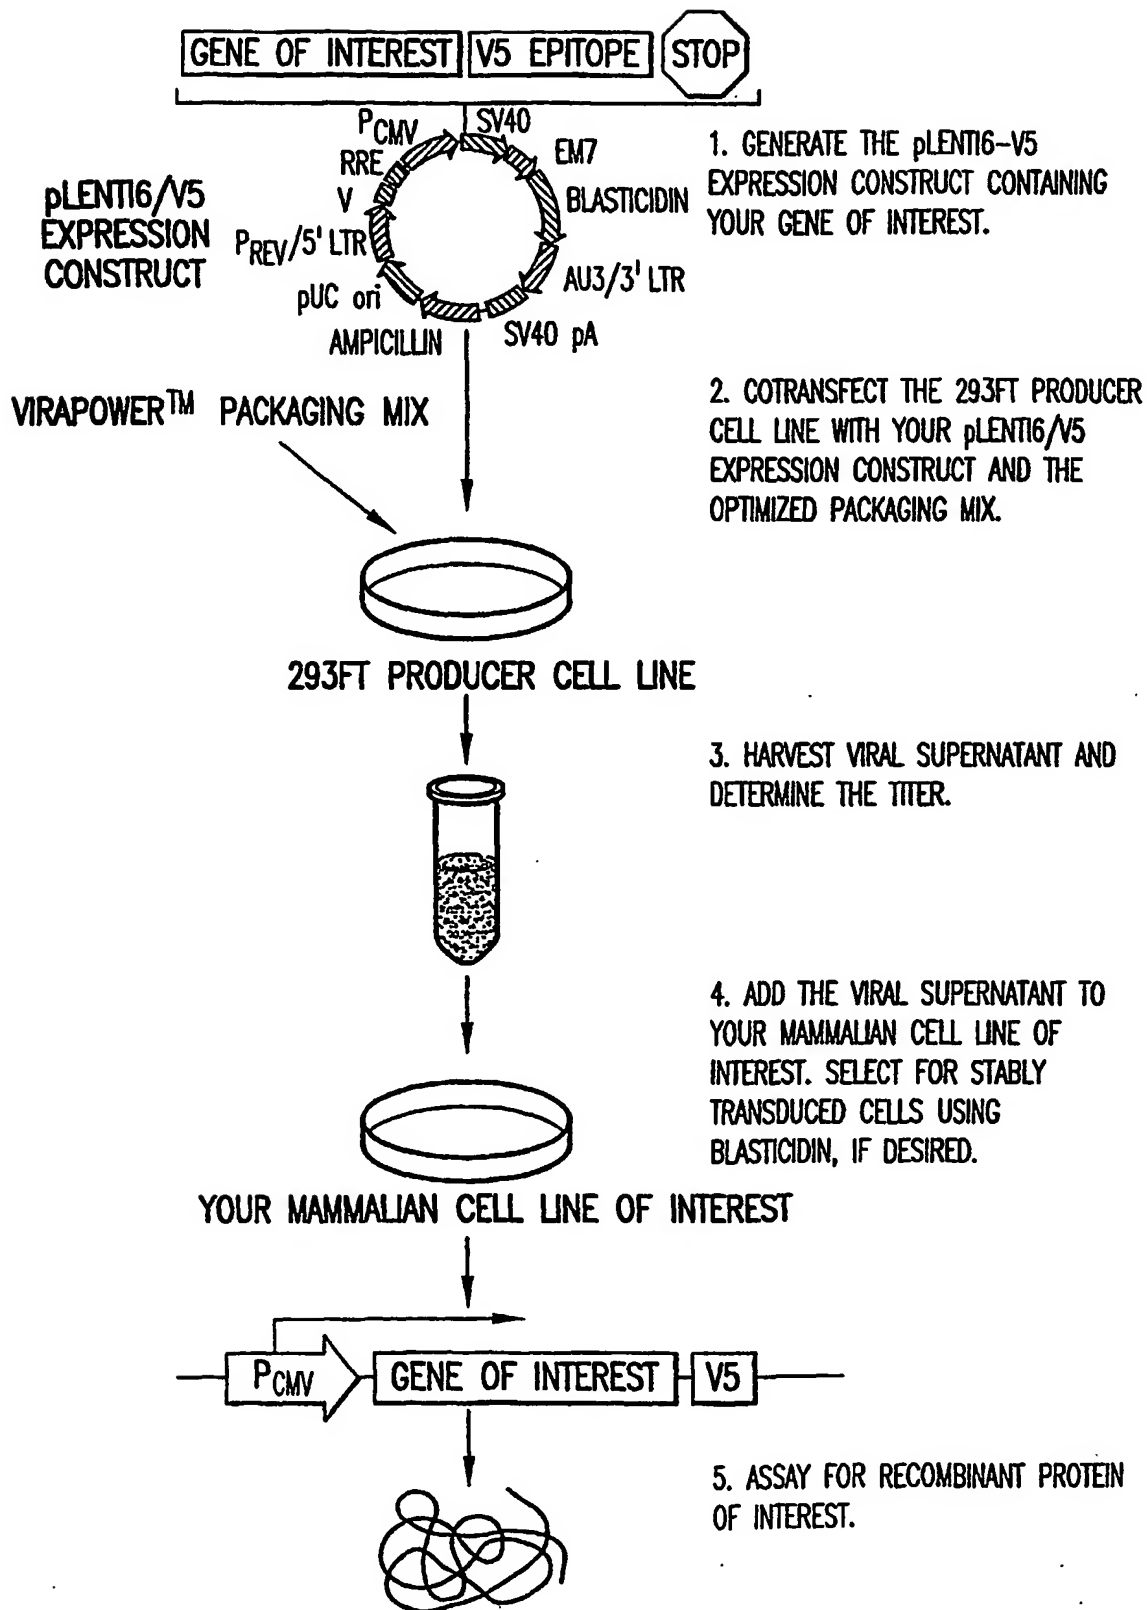 GENE OF INTEREST V5 EPITOPE STOP
PCMV
SV40
RRE
EM7
V
BLASTICIDIN
PREV/5' LTR
AU3/3' LTR
pUC ori
SV40 pA
AMPICILLIN
pLENTI6/V5
EXPRESSION
CONSTRUCT
1. GENERATE THE pLENTI6-V5
EXPRESSION CONSTRUCT CONTAINING
YOUR GENE OF INTEREST.
VIRAPOWER™ PACKAGING MIX
2. COTRANSFECT THE 293FT PRODUCER
CELL LINE WITH YOUR pLENTI6/V5
EXPRESSION CONSTRUCT AND THE
OPTIMIZED PACKAGING MIX.
293FT PRODUCER CELL LINE
3. HARVEST VIRAL SUPERNATANT AND
DETERMINE THE TITER.
4. ADD THE VIRAL SUPERNATANT TO
YOUR MAMMALIAN CELL LINE OF
INTEREST. SELECT FOR STABLY
TRANSDUCED CELLS USING
BLASTICIDIN, IF DESIRED.
YOUR MAMMALIAN CELL LINE OF INTEREST
PCMV GENE OF INTEREST V5
5. ASSAY FOR RECOMBINANT PROTEIN
OF INTEREST.